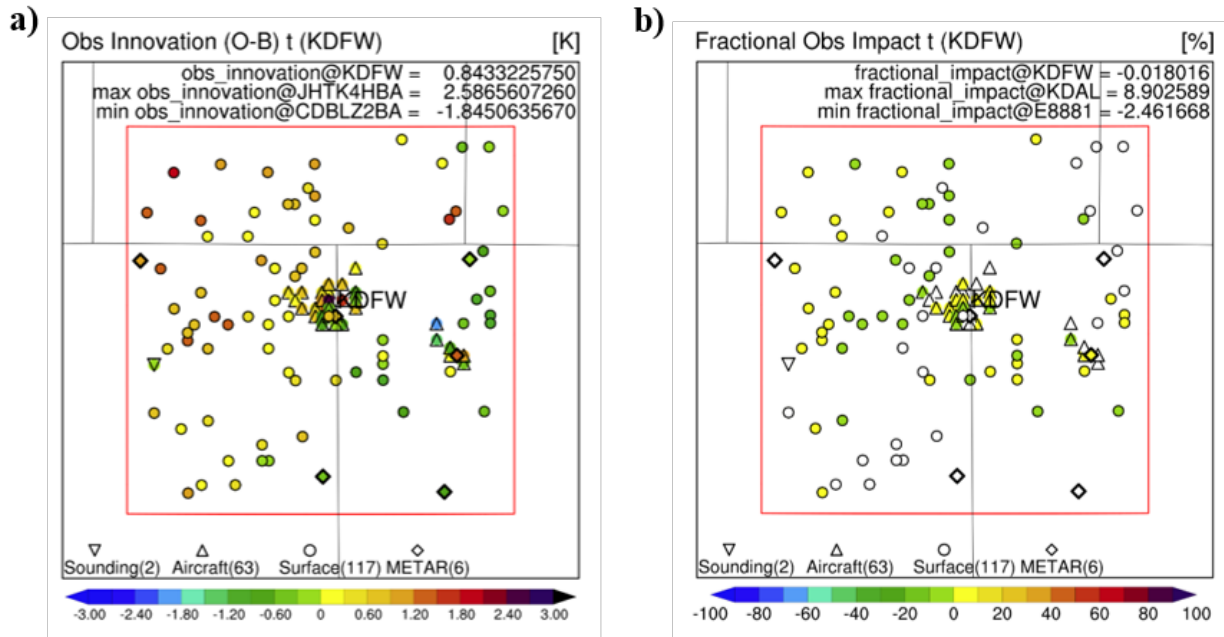 a)
Obs Innovation (O-B) t (KDFW) [K]
obs_innovation@KDFW = 0.8433225750
max obs_innovation@JHTK4HBA = 2.5865607260
min obs_innovation@CDBLZ2BA = -1.8450635670
KDFW
Sounding(2) Aircraft(63) Surface(117) METAR(6)
-3.00 -2.40 -1.80 -1.20 -0.60 0 0.60 1.20 1.80 2.40 3.00
b)
Fractional Obs Impact t (KDFW) [%]
fractional_impact@KDFW = -0.018016
max fractional_impact@KDAL = 8.902589
min fractional_impact@E8881 = -2.461668
KDFW
Sounding(2) Aircraft(63) Surface(117) METAR(6)
-100 -80 -60 -40 -20 0 20 40 60 80 100